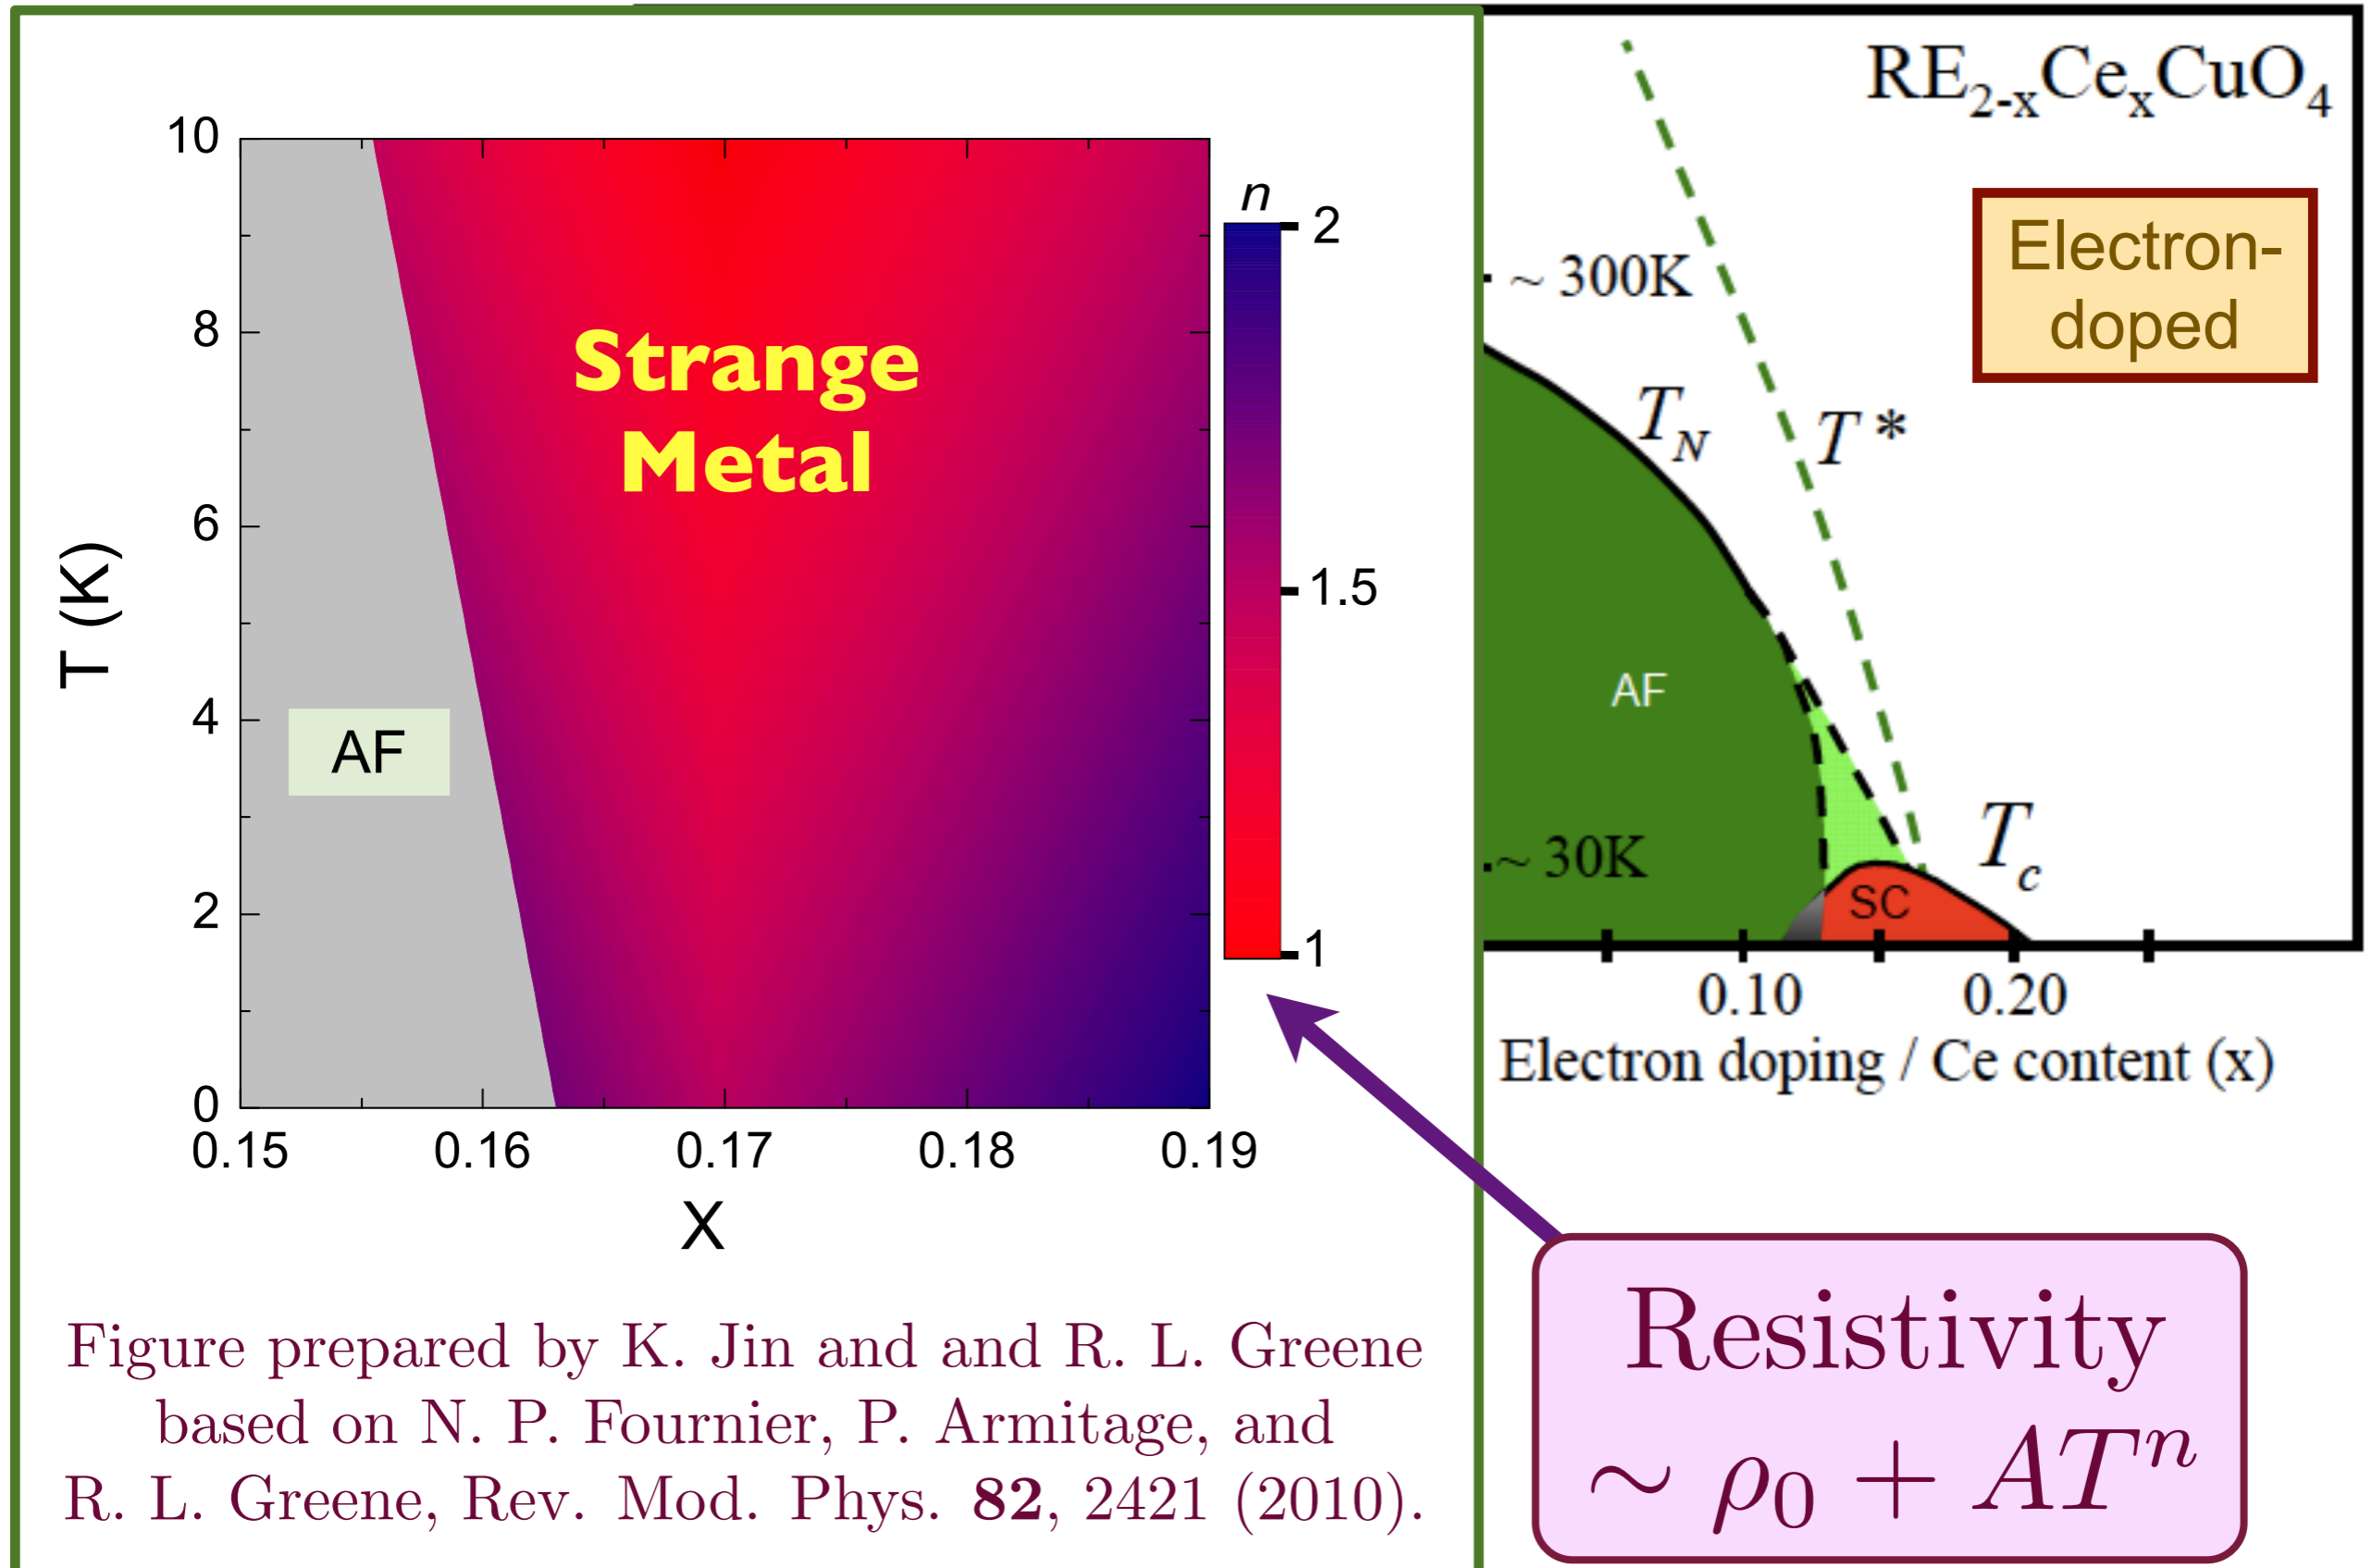 10
8
6
4
2
0
T (K)
Strange
Metal
AF
0.15 0.16 0.17 0.18 0.19
X
n
2
1.5
1
Figure prepared by K. Jin and and R. L. Greene
based on N. P. Fournier, P. Armitage, and
R. L. Greene, Rev. Mod. Phys. 82, 2421 (2010).
RE₂₋ₓCeₓCuO₄
Electron-
doped
~ 300K
T_N
T*
AF
~ 30K
SC
T_c
0.10 0.20
Electron doping / Ce content (x)
Resistivity
~ ρ₀ + ATⁿ